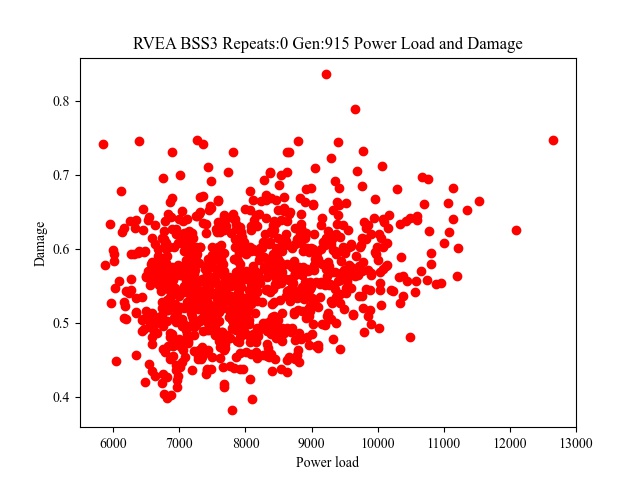 RVEA BSS3 Repeats:0 Gen:915 Power Load and Damage
0.8
0.7
0.6
0.5
0.4
Damage
6000 7000 8000 9000 10000 11000 12000 13000
Power load